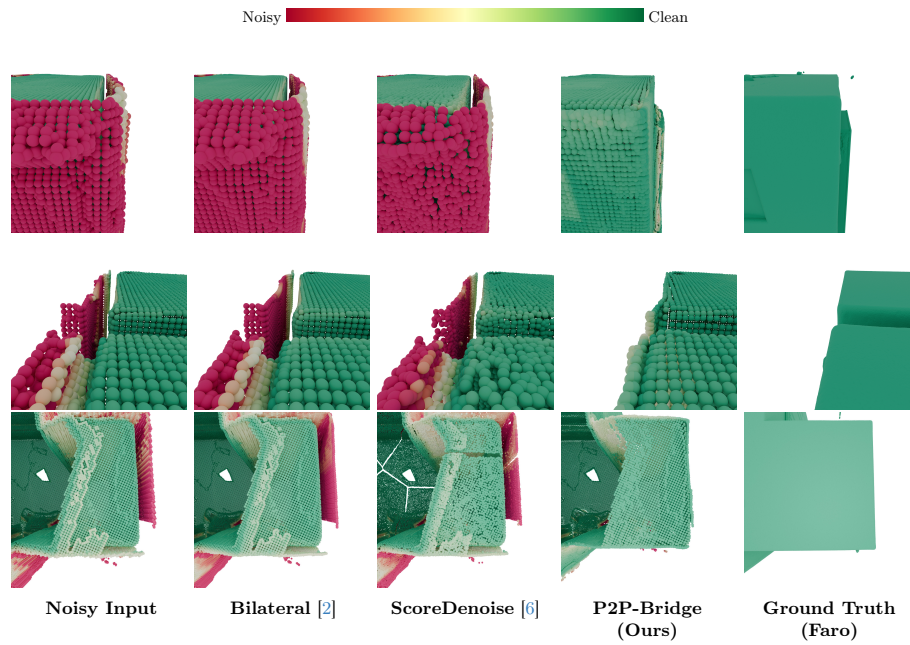 Noisy Clean
Noisy Input Bilateral [2] ScoreDenoise [6] P2P-Bridge Ground Truth
(Ours) (Faro)